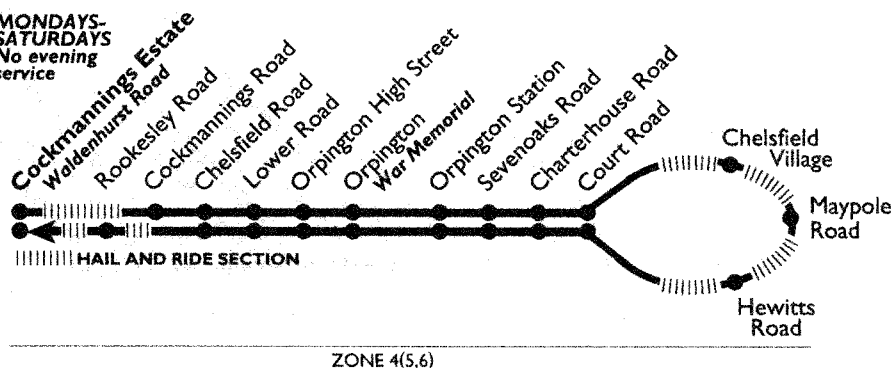 MONDAYS-
SATURDAYS
No evening
service
Cockmannings Estate
Waldenhurst Road
Rookesley Road
Cockmannings Road
Chelsfield Road
Lower Road
Orpington High Street
Orpington
War Memorial
Orpington Station
Sevenoaks Road
Charterhouse Road
Court Road
Chelsfield
Village
Maypole
Road
Hewitts
Road
HAIL AND RIDE SECTION
ZONE 4(5,6)